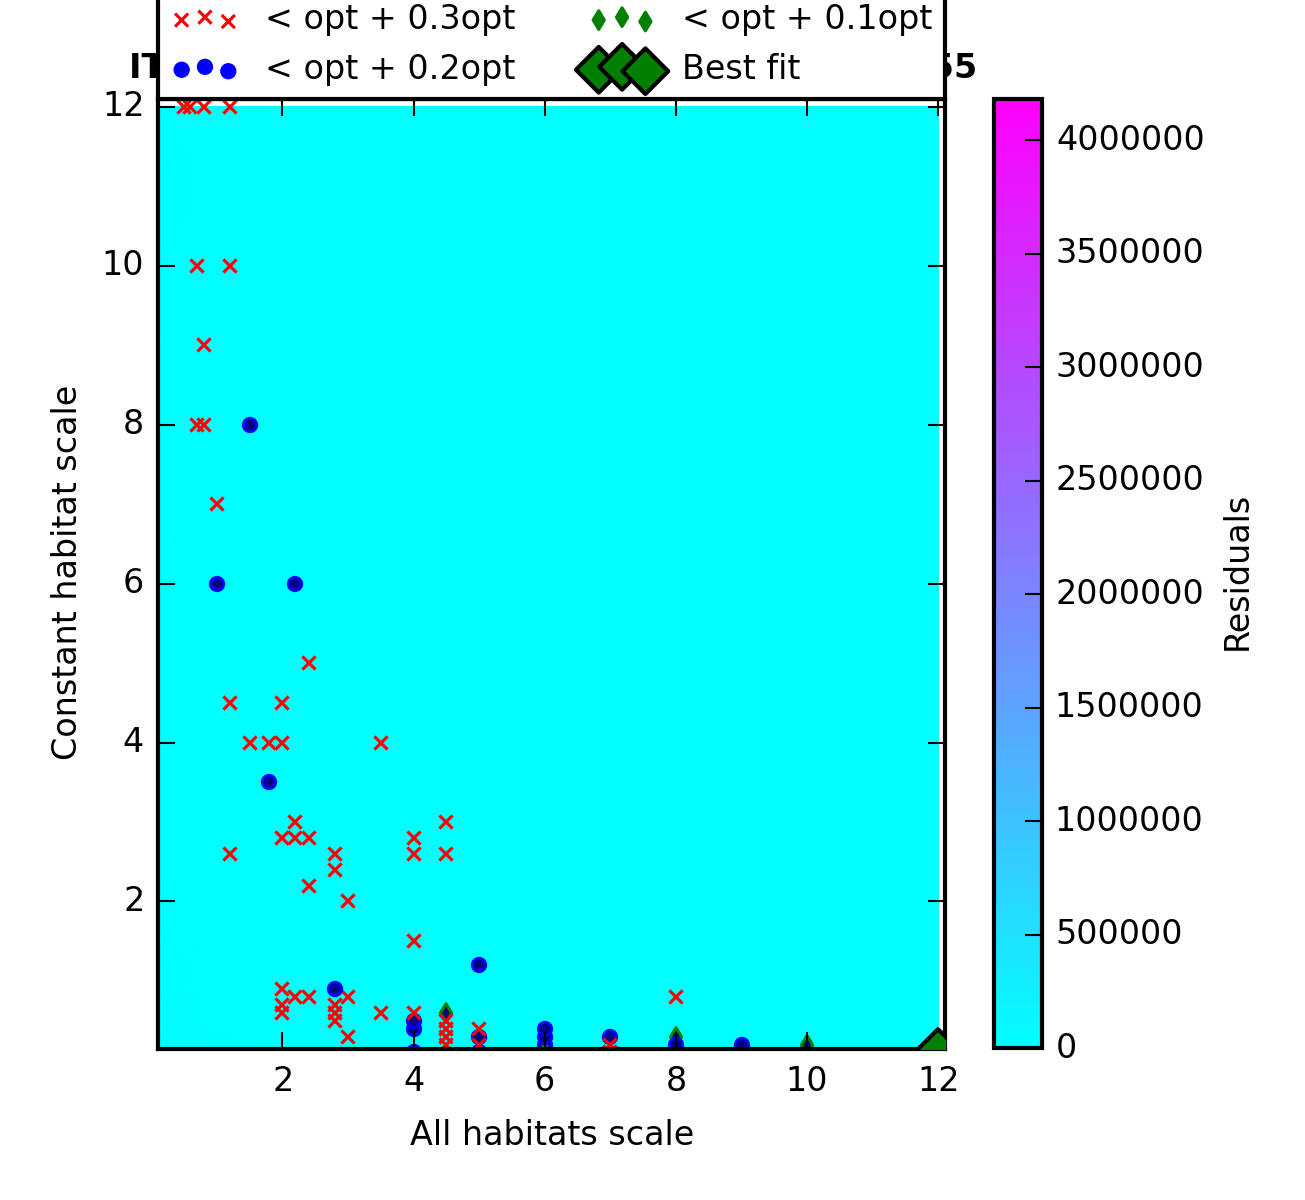 < opt + 0.3opt
< opt + 0.1opt
< opt + 0.2opt
Best fit
12
10
8
6
4
2
Constant habitat scale
2 4 6 8 10 12
All habitats scale
4000000
3500000
3000000
2500000
2000000
1500000
1000000
500000
0
Residuals